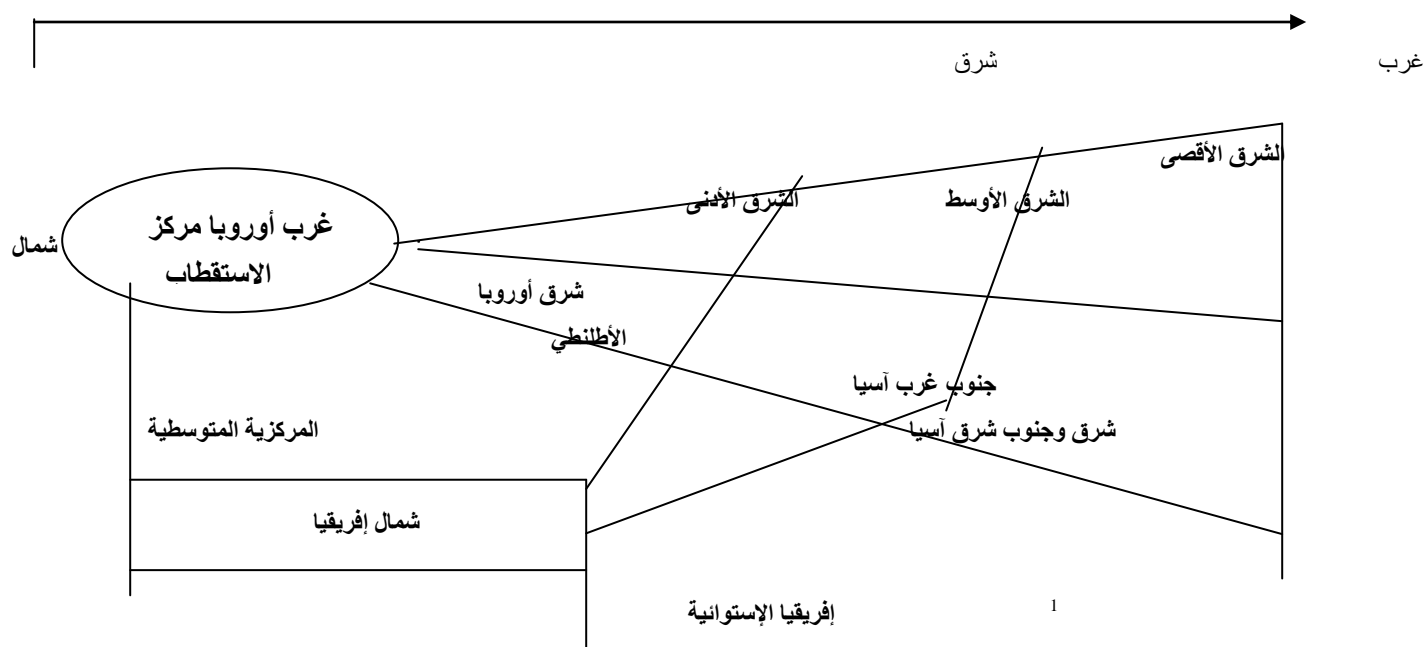 غرب
شرق
الشرق الأقصى
الشرق الأوسط
الشرق الأدنى
غرب أوروبا مركز
الاستقطاب
شمال
شرق أوروبا
الأطلنطي
جنوب غرب آسيا
شرق وجنوب شرق آسيا
المركزية المتوسطية
شمال إفريقيا
إفريقيا الإستوائية
1